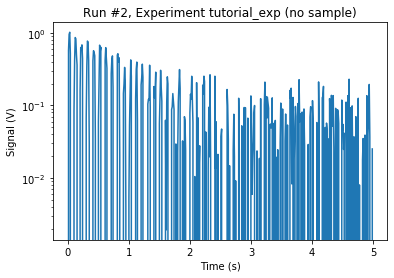 Run #2, Experiment tutorial_exp (no sample)
Signal (V)
10⁰
10⁻¹
10⁻²
0 1 2 3 4 5
Time (s)